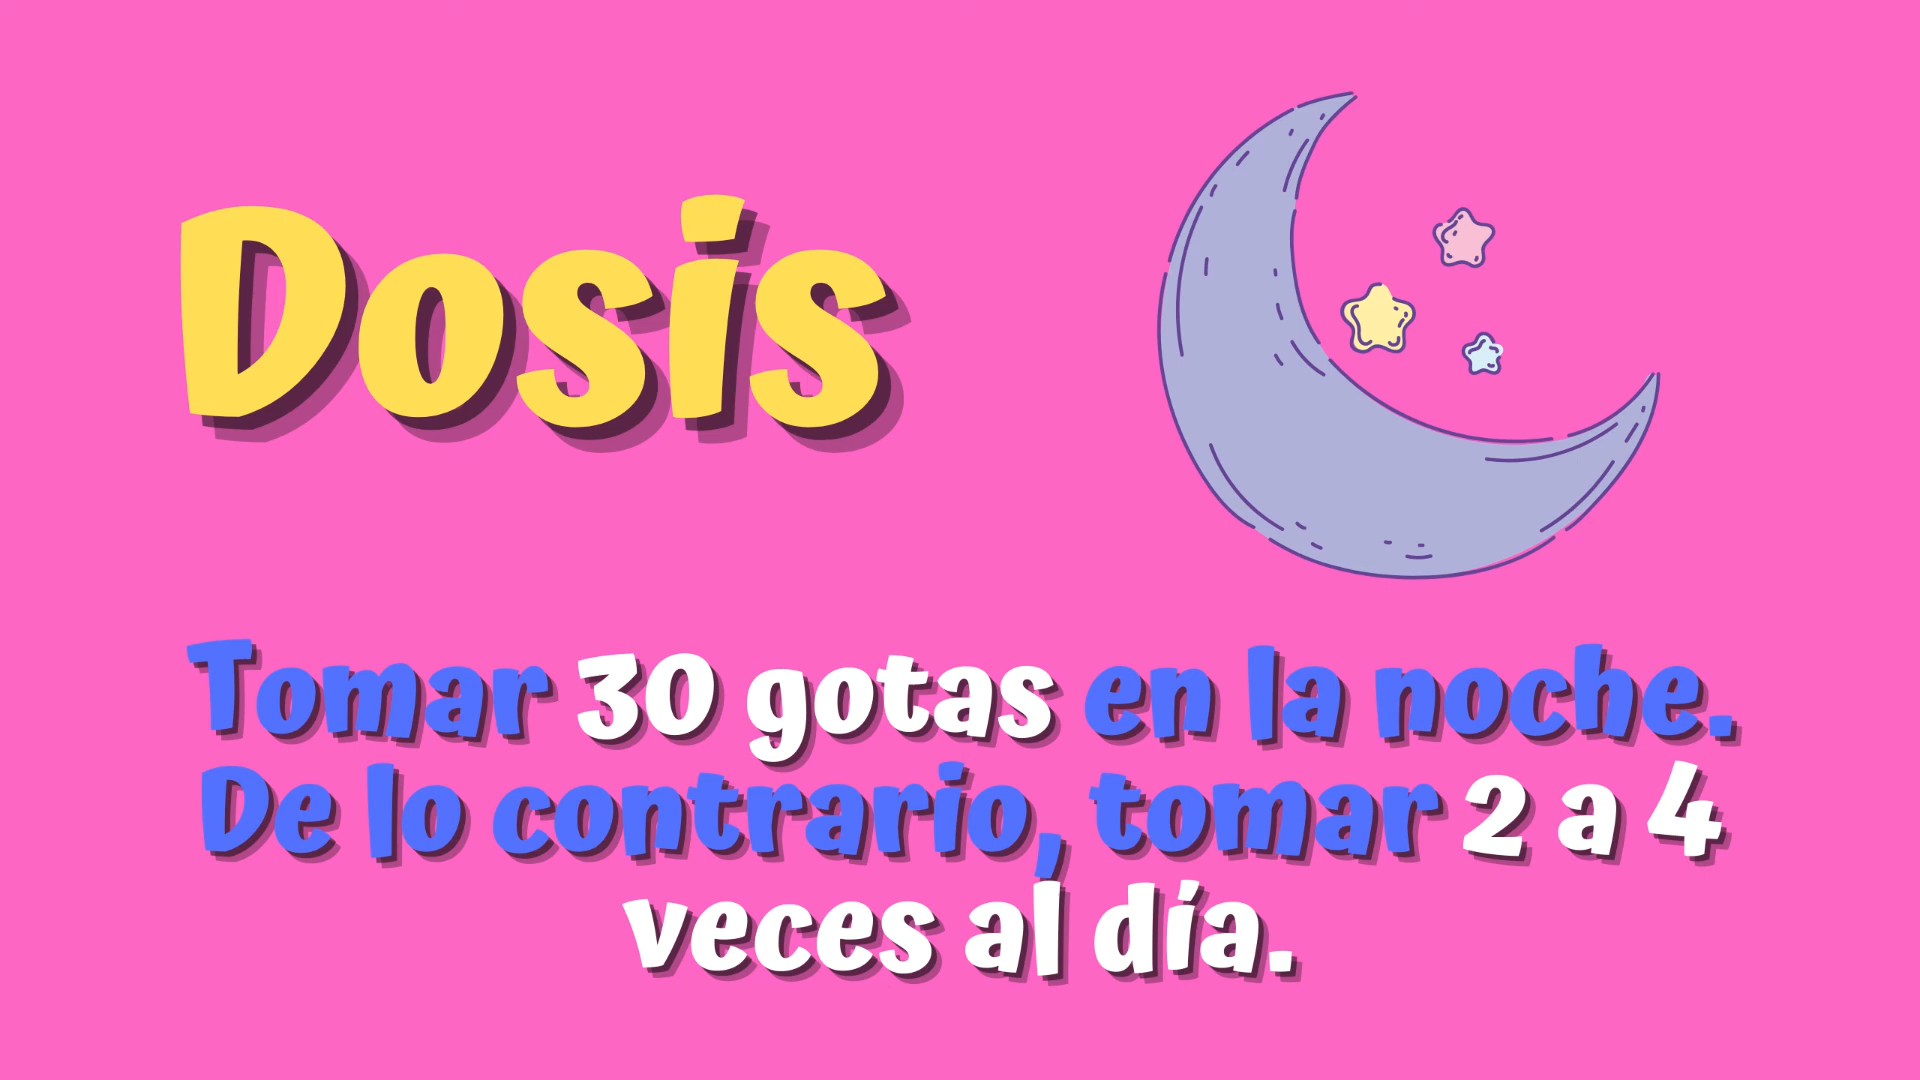 Dosis
Tomar 30 gotas en la noche.
De lo contrario, tomar 2 a 4
veces al día.